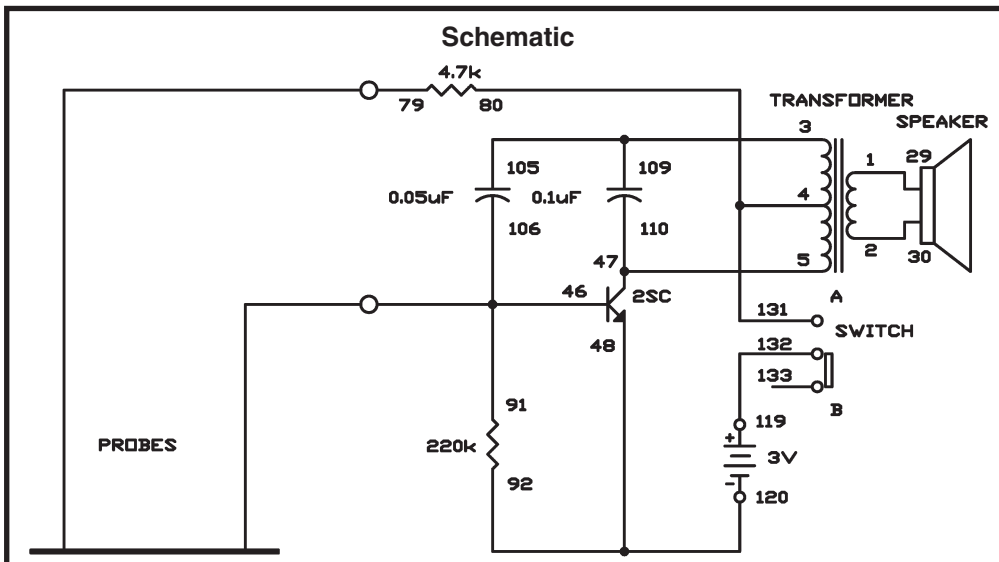 Schematic
4.7k
79
80
TRANSFORMER
3
SPEAKER
105
109
1
29
0.05uF
0.1uF
4
106
110
2
30
47
5
46
2SC
A
131
SWITCH
48
132
133
91
B
119
PROBES
220k
+
3V
92
-
120